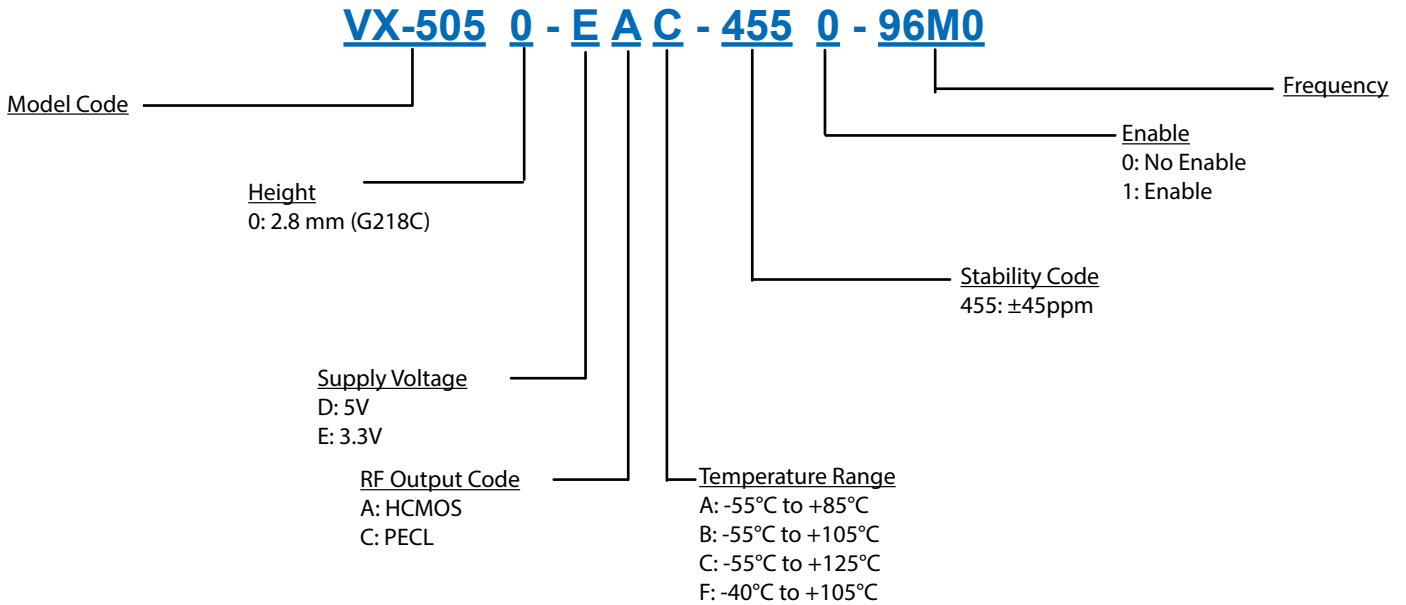 VX-505 0 - E A C - 455 0 - 96M0
Model Code
Frequency
Enable
0: No Enable
1: Enable
Height
0: 2.8 mm (G218C)
Stability Code
455: ±45ppm
Supply Voltage
D: 5V
E: 3.3V
RF Output Code
A: HCMOS
C: PECL
Temperature Range
A: -55°C to +85°C
B: -55°C to +105°C
C: -55°C to +125°C
F: -40°C to +105°C